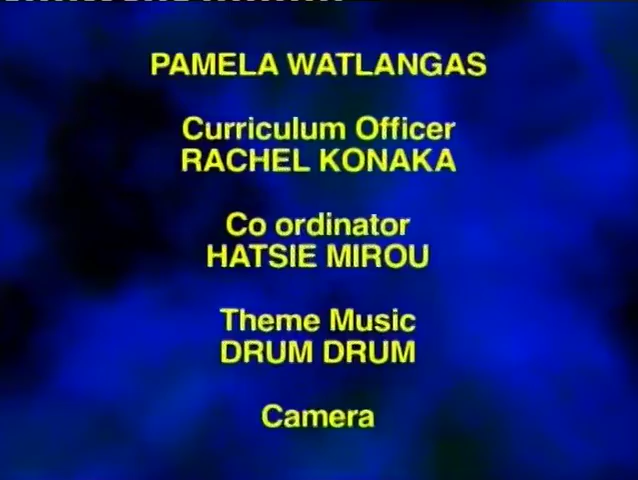 PAMELA WATLANGAS
Curriculum Officer
RACHEL KONAKA
Co ordinator
HATSIE MIROU
Theme Music
DRUM DRUM
Camera